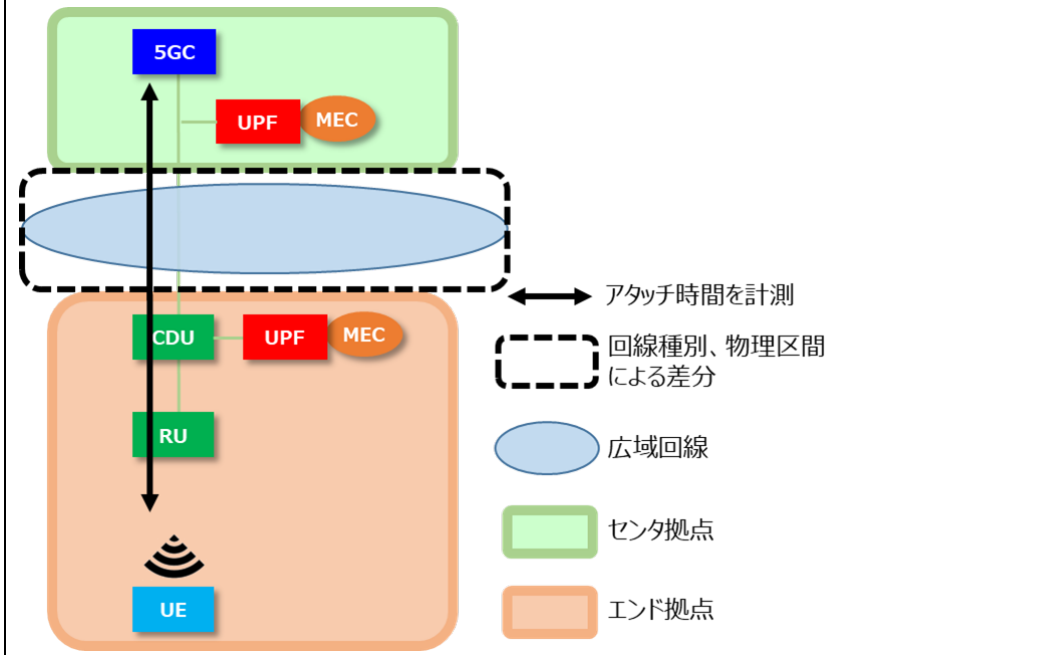 5GC
UPF
MEC
CDU
UPF
MEC
RU
UE
アタッチ時間を計測
回線種別、物理区間
による差分
広域回線
センタ拠点
エンド拠点